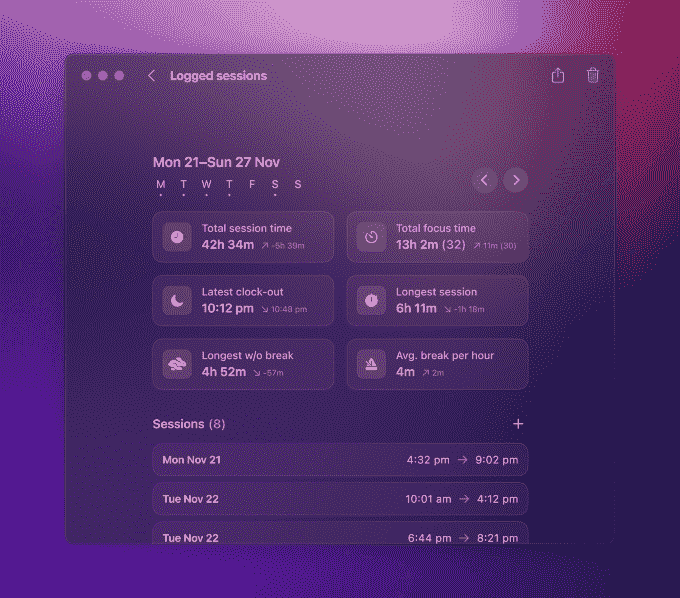 Logged sessions
Mon 21–Sun 27 Nov
M T W T F S S
Total session time
42h 34m ↗ -5h 39m
Total focus time
13h 2m (32) ↗ 11m (30)
Latest clock-out
10:12 pm ↘ 10:48 pm
Longest session
6h 11m ↘ -1h 18m
Longest w/o break
4h 52m ↘ -57m
Avg. break per hour
4m ↗ 2m
Sessions (8)
Mon Nov 21 4:32 pm → 9:02 pm
Tue Nov 22 10:01 am → 4:12 pm
Tue Nov 22 6:44 pm → 8:21 pm